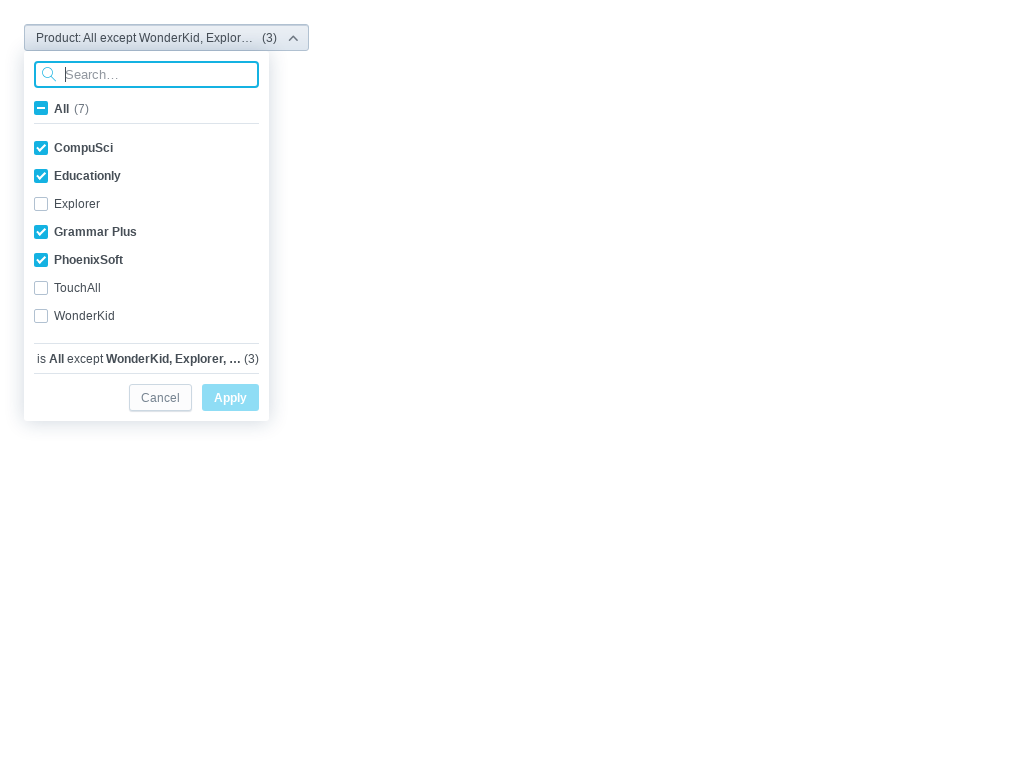 Product: All except WonderKid, Explor… (3)
Search…
All (7)
CompuSci
Educationly
Explorer
Grammar Plus
PhoenixSoft
TouchAll
WonderKid
is All except WonderKid, Explorer, … (3)
Cancel Apply